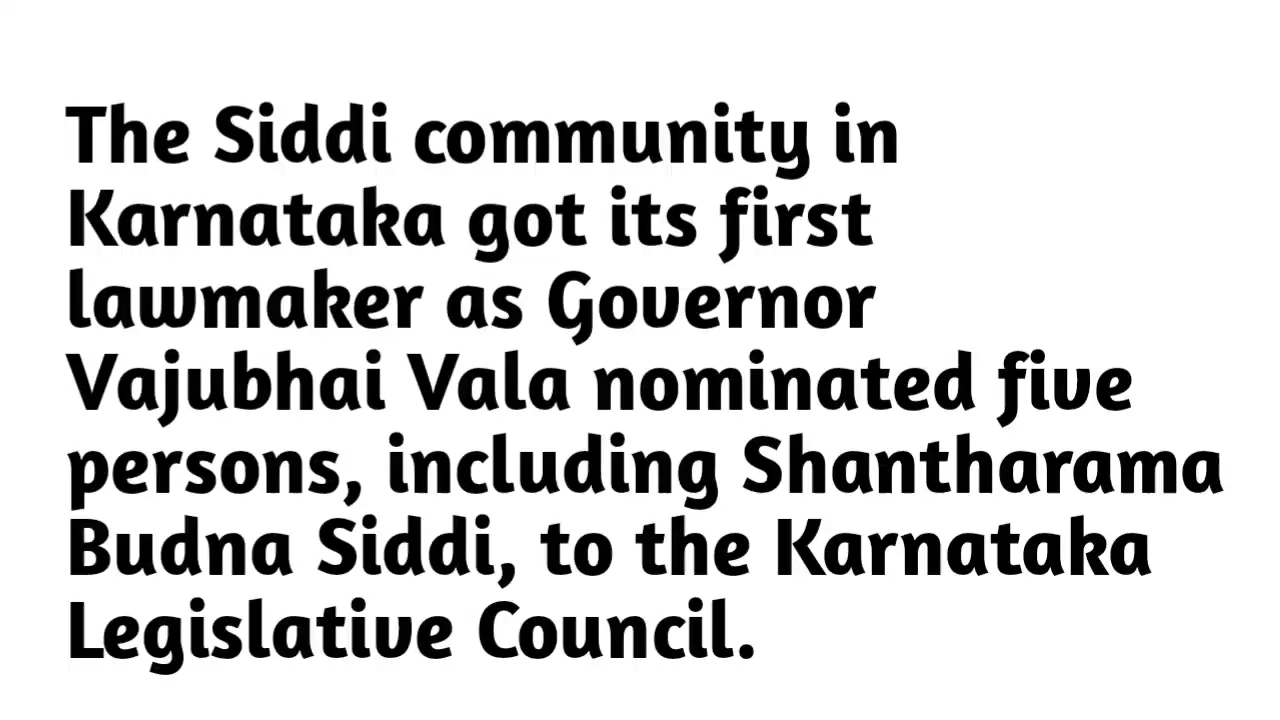 The Siddi community in
Karnataka got its first
lawmaker as Governor
Vajubhai Vala nominated five
persons, including Shantharama
Budna Siddi, to the Karnataka
Legislative Council.